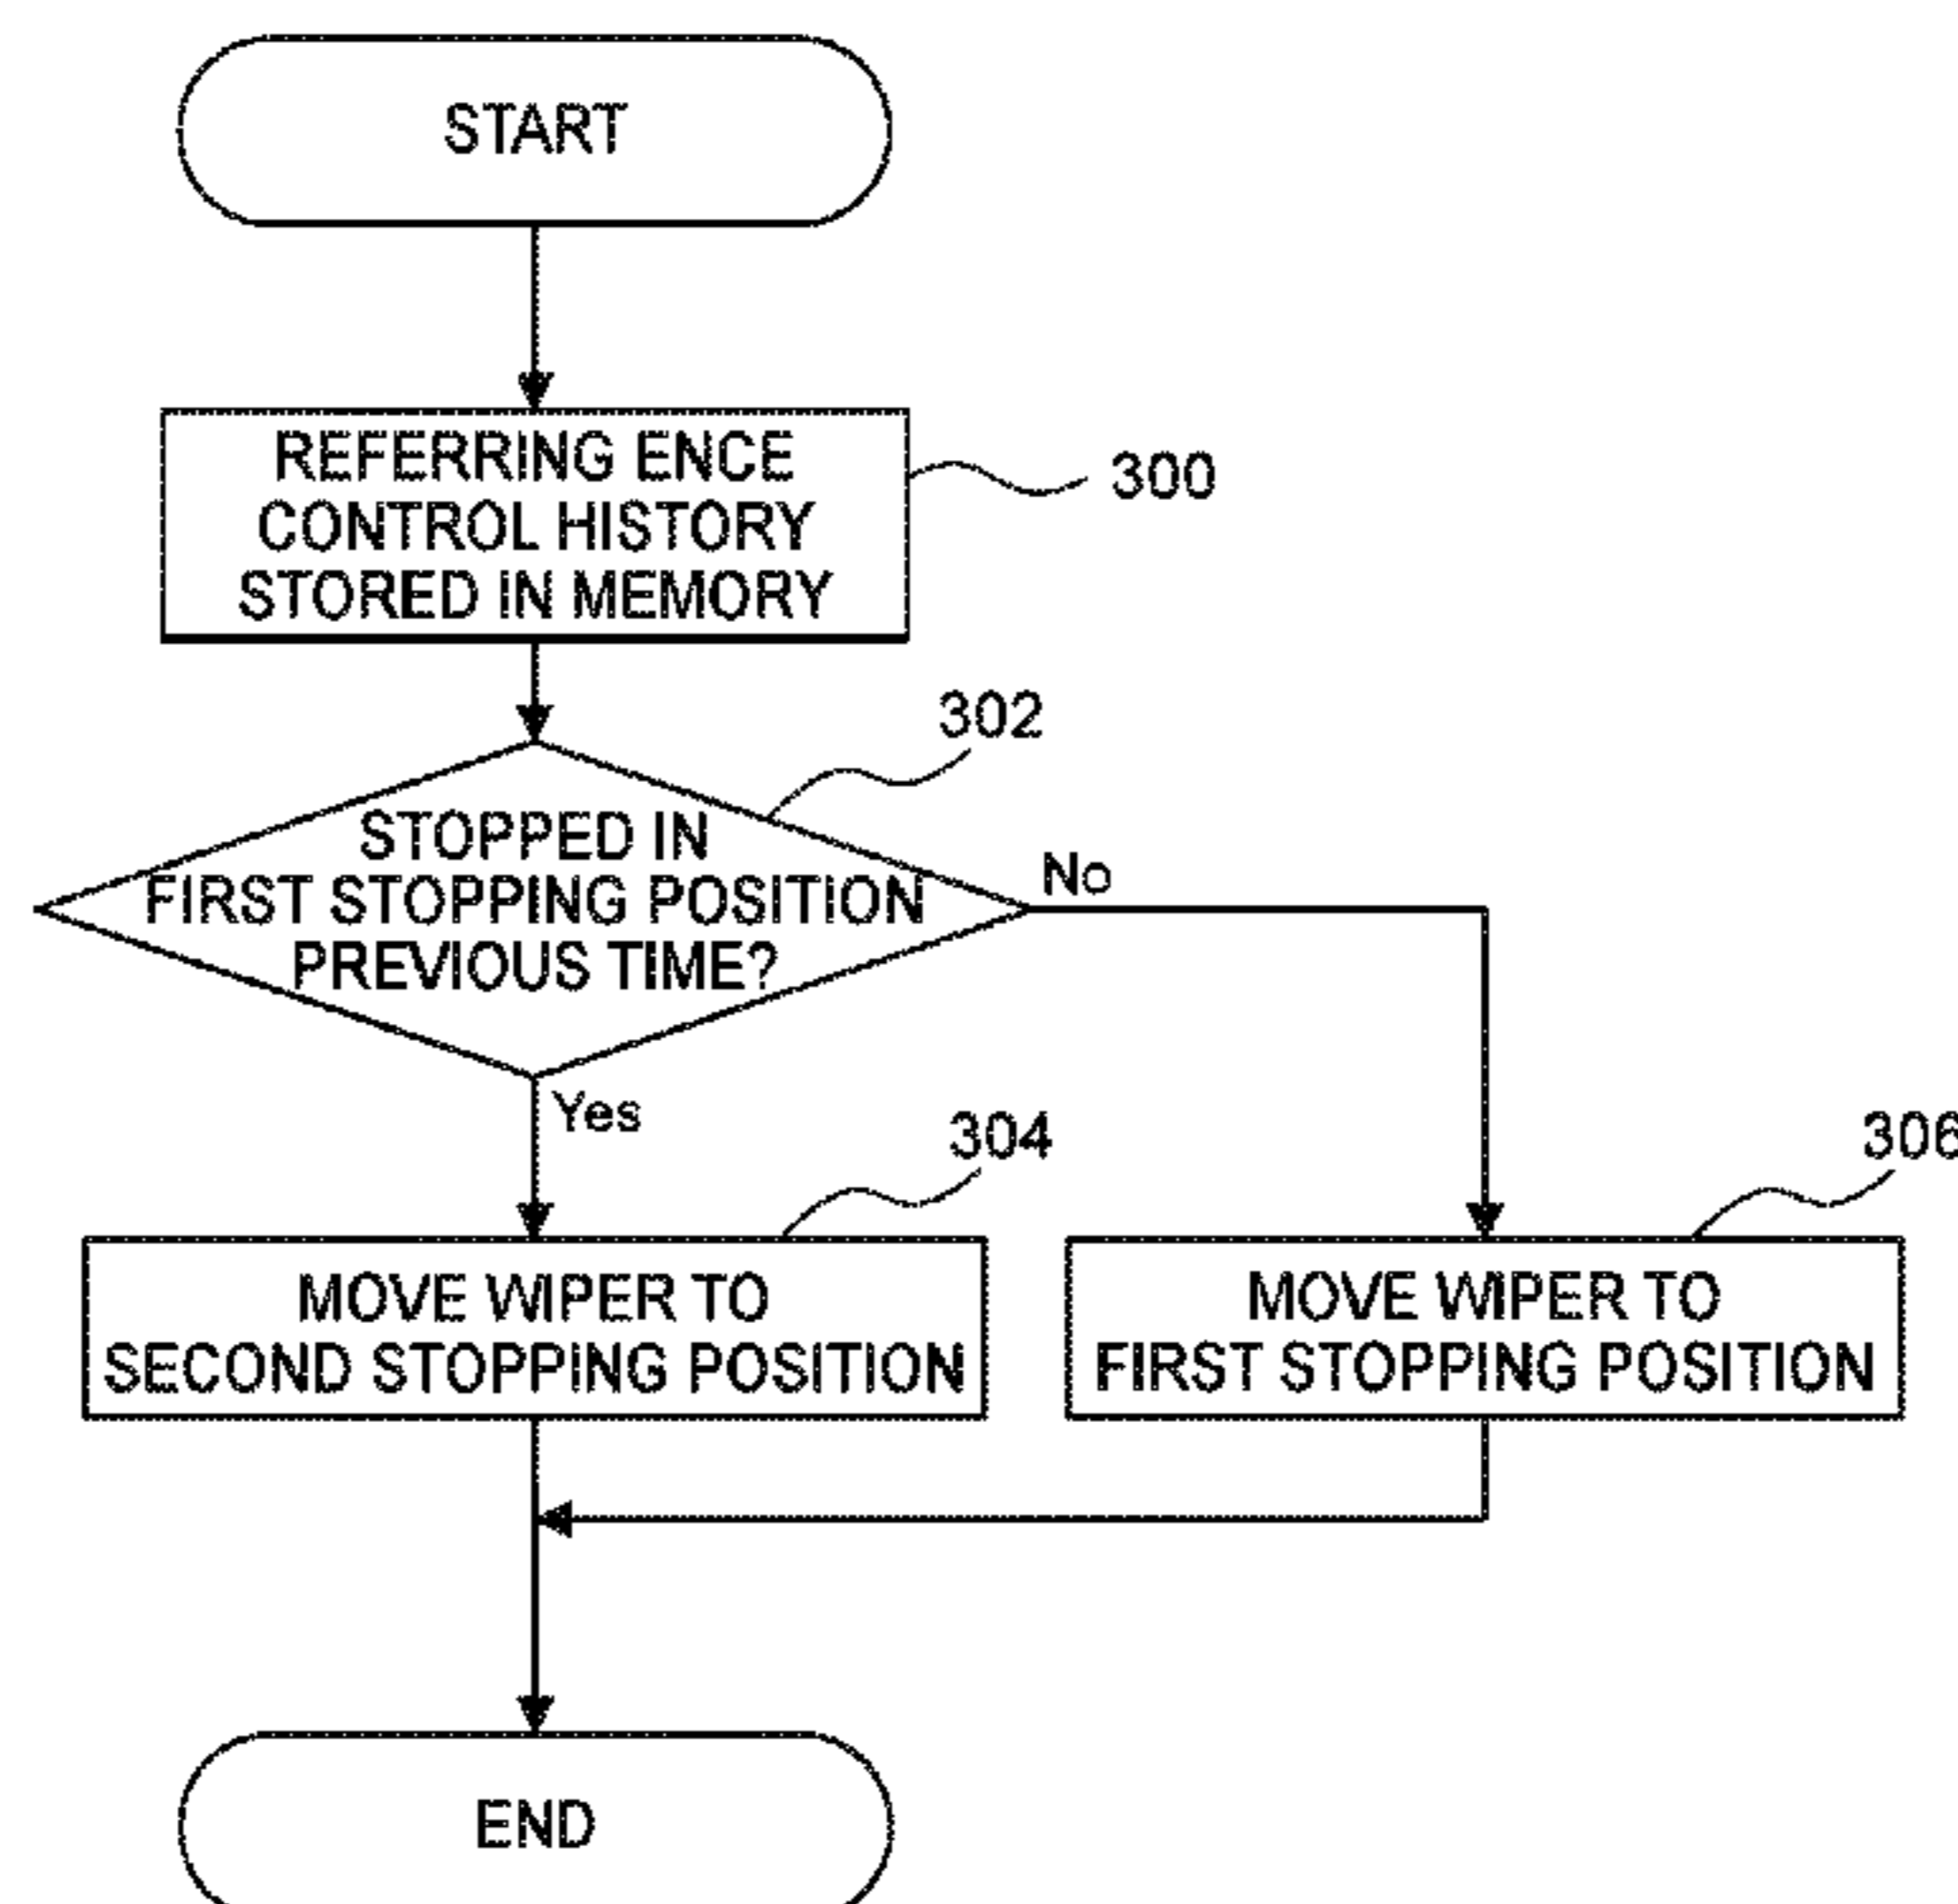 START
REFERRING ENCE
CONTROL HISTORY
STORED IN MEMORY
300
302
STOPPED IN
FIRST STOPPING POSITION
PREVIOUS TIME?
No
Yes
304
306
MOVE WIPER TO
SECOND STOPPING POSITION
MOVE WIPER TO
FIRST STOPPING POSITION
END